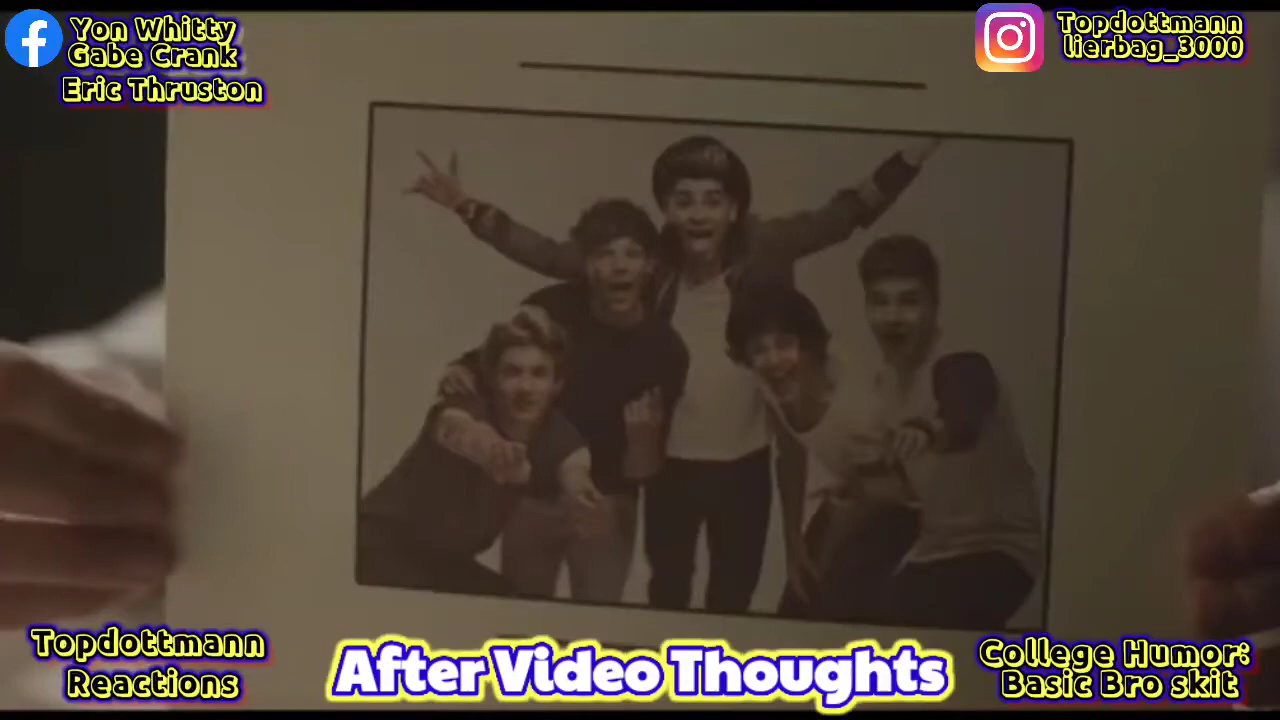 Yon Whitty
Gabe Crank
Eric Thruston
Topdottmann
lierbag_3000
Topdottmann
Reactions
After Video Thoughts
College Humor:
Basic Bro skit